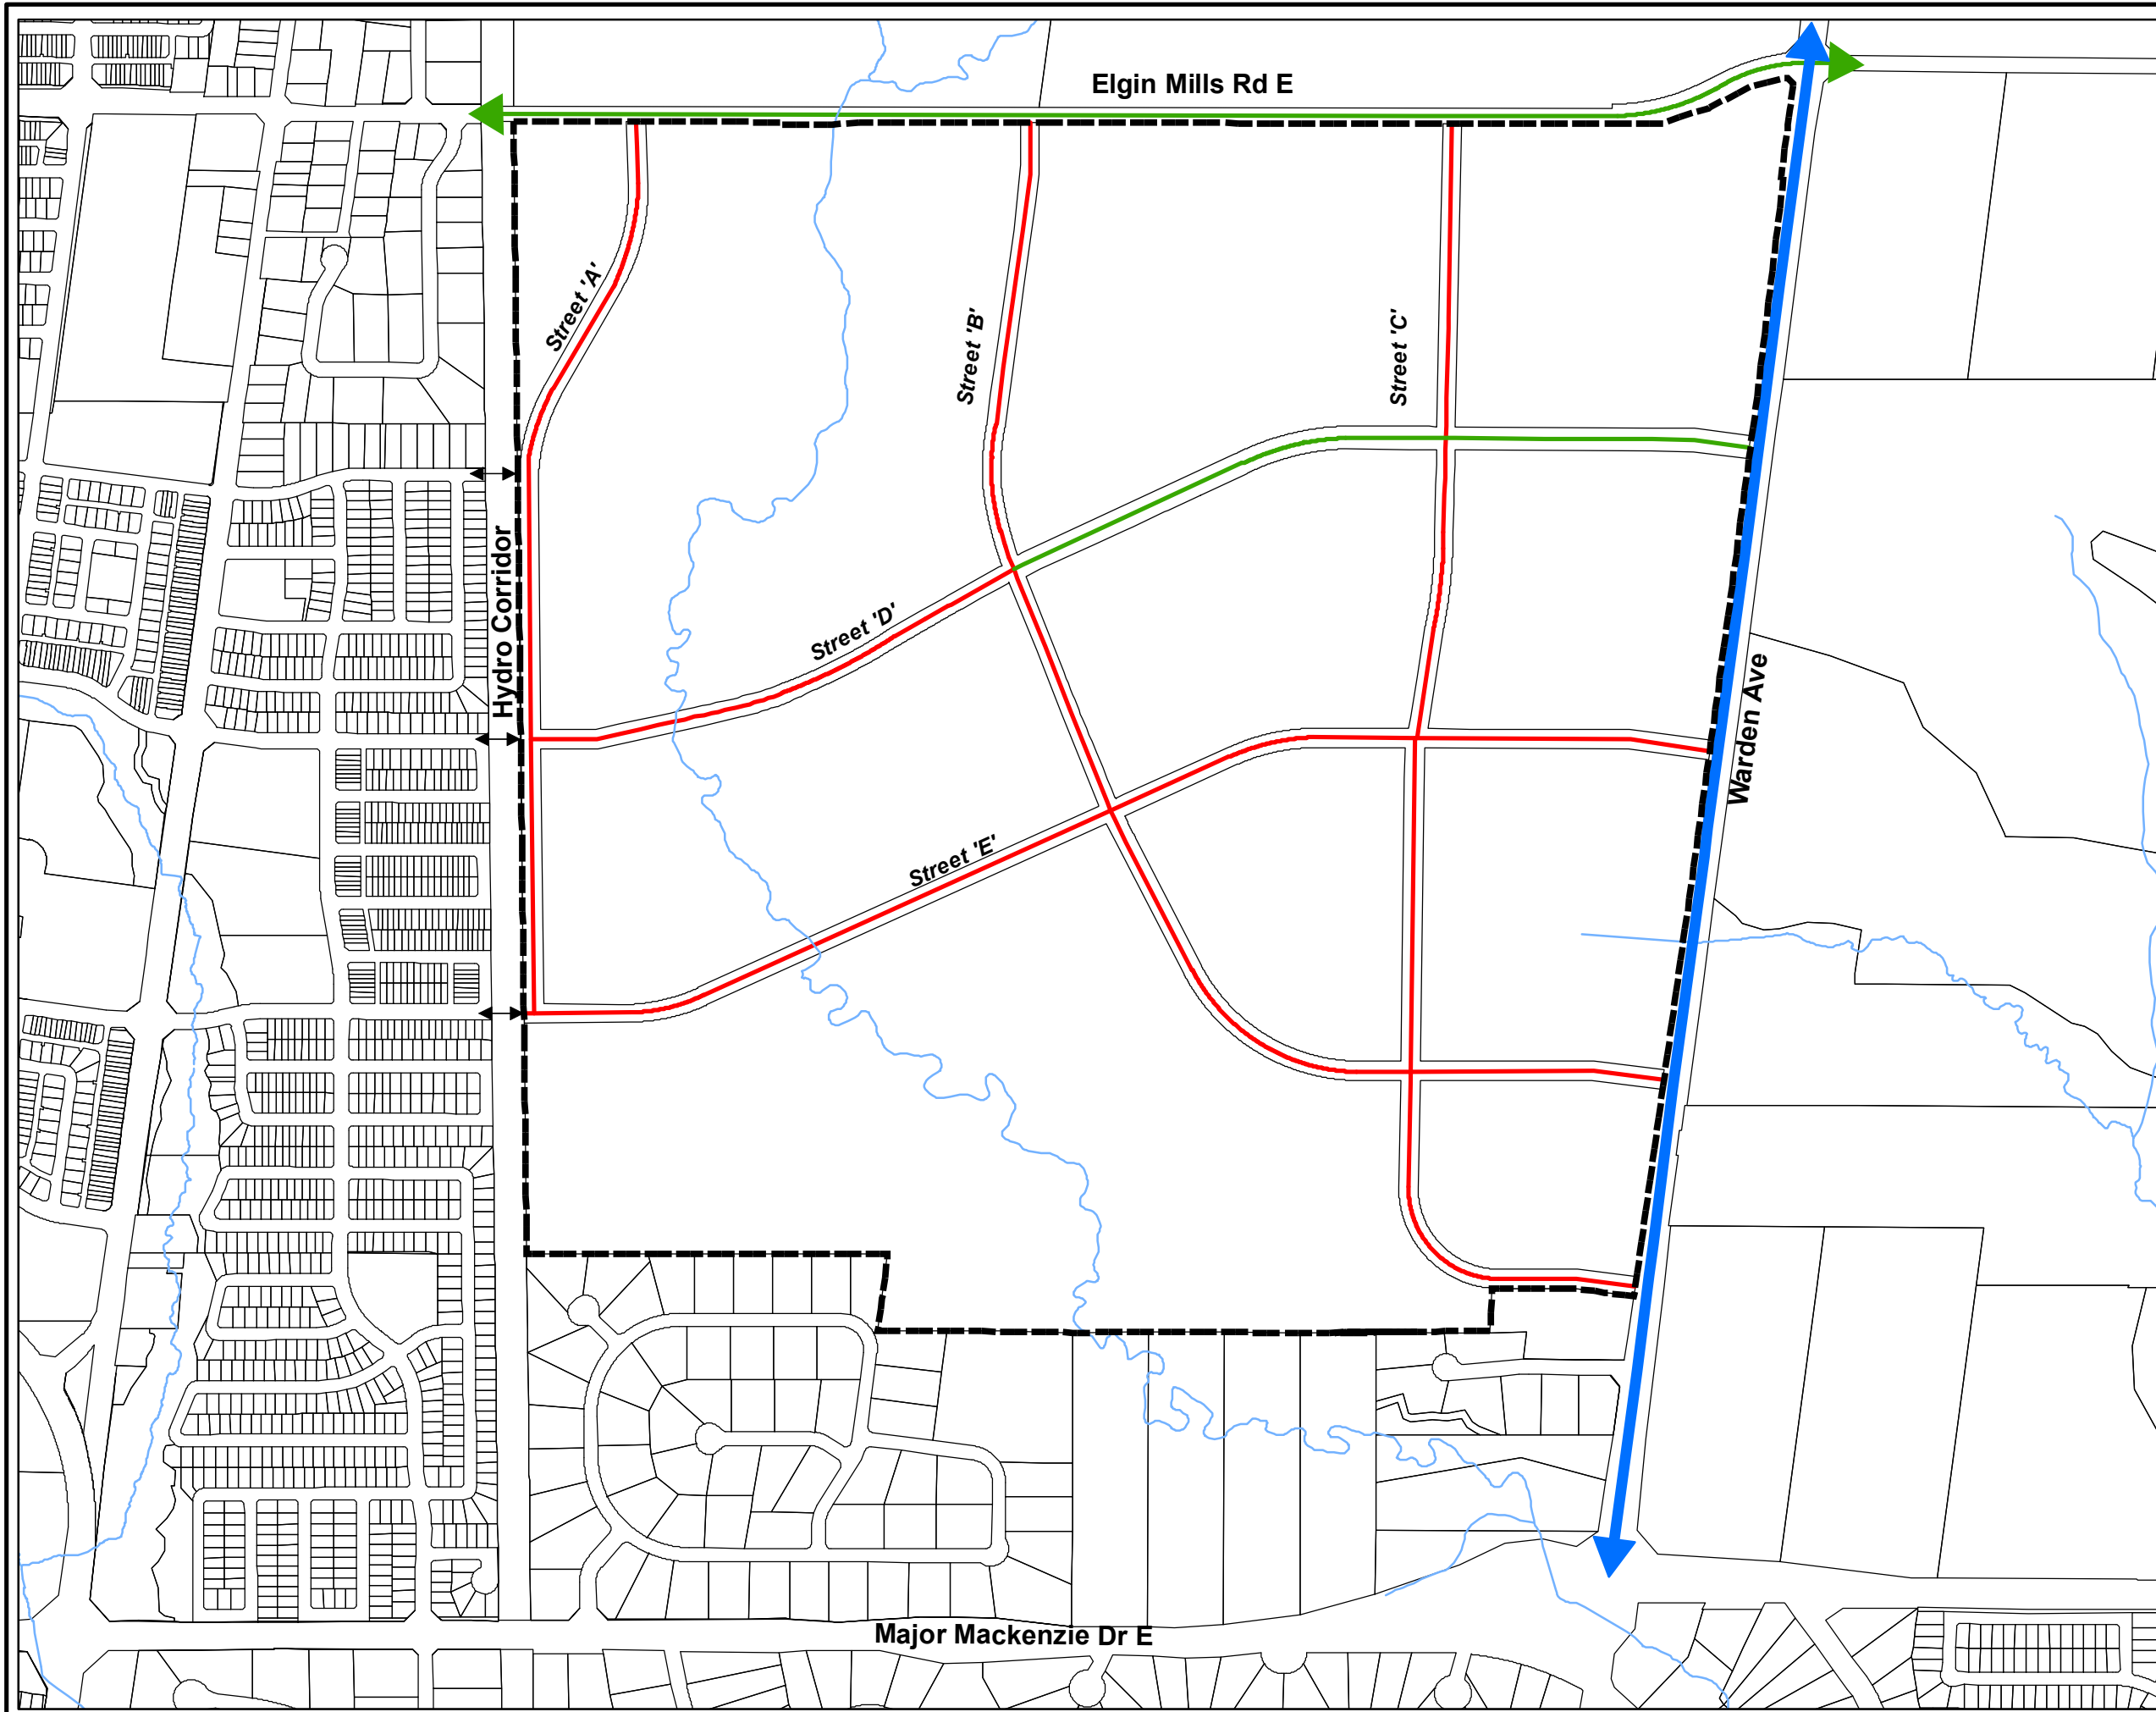 Elgin Mills Rd E
Street 'A'
Street 'B'
Street 'C'
Hydro Corridor
Street 'D'
Warden Ave
Street 'E'
Major Mackenzie Dr E